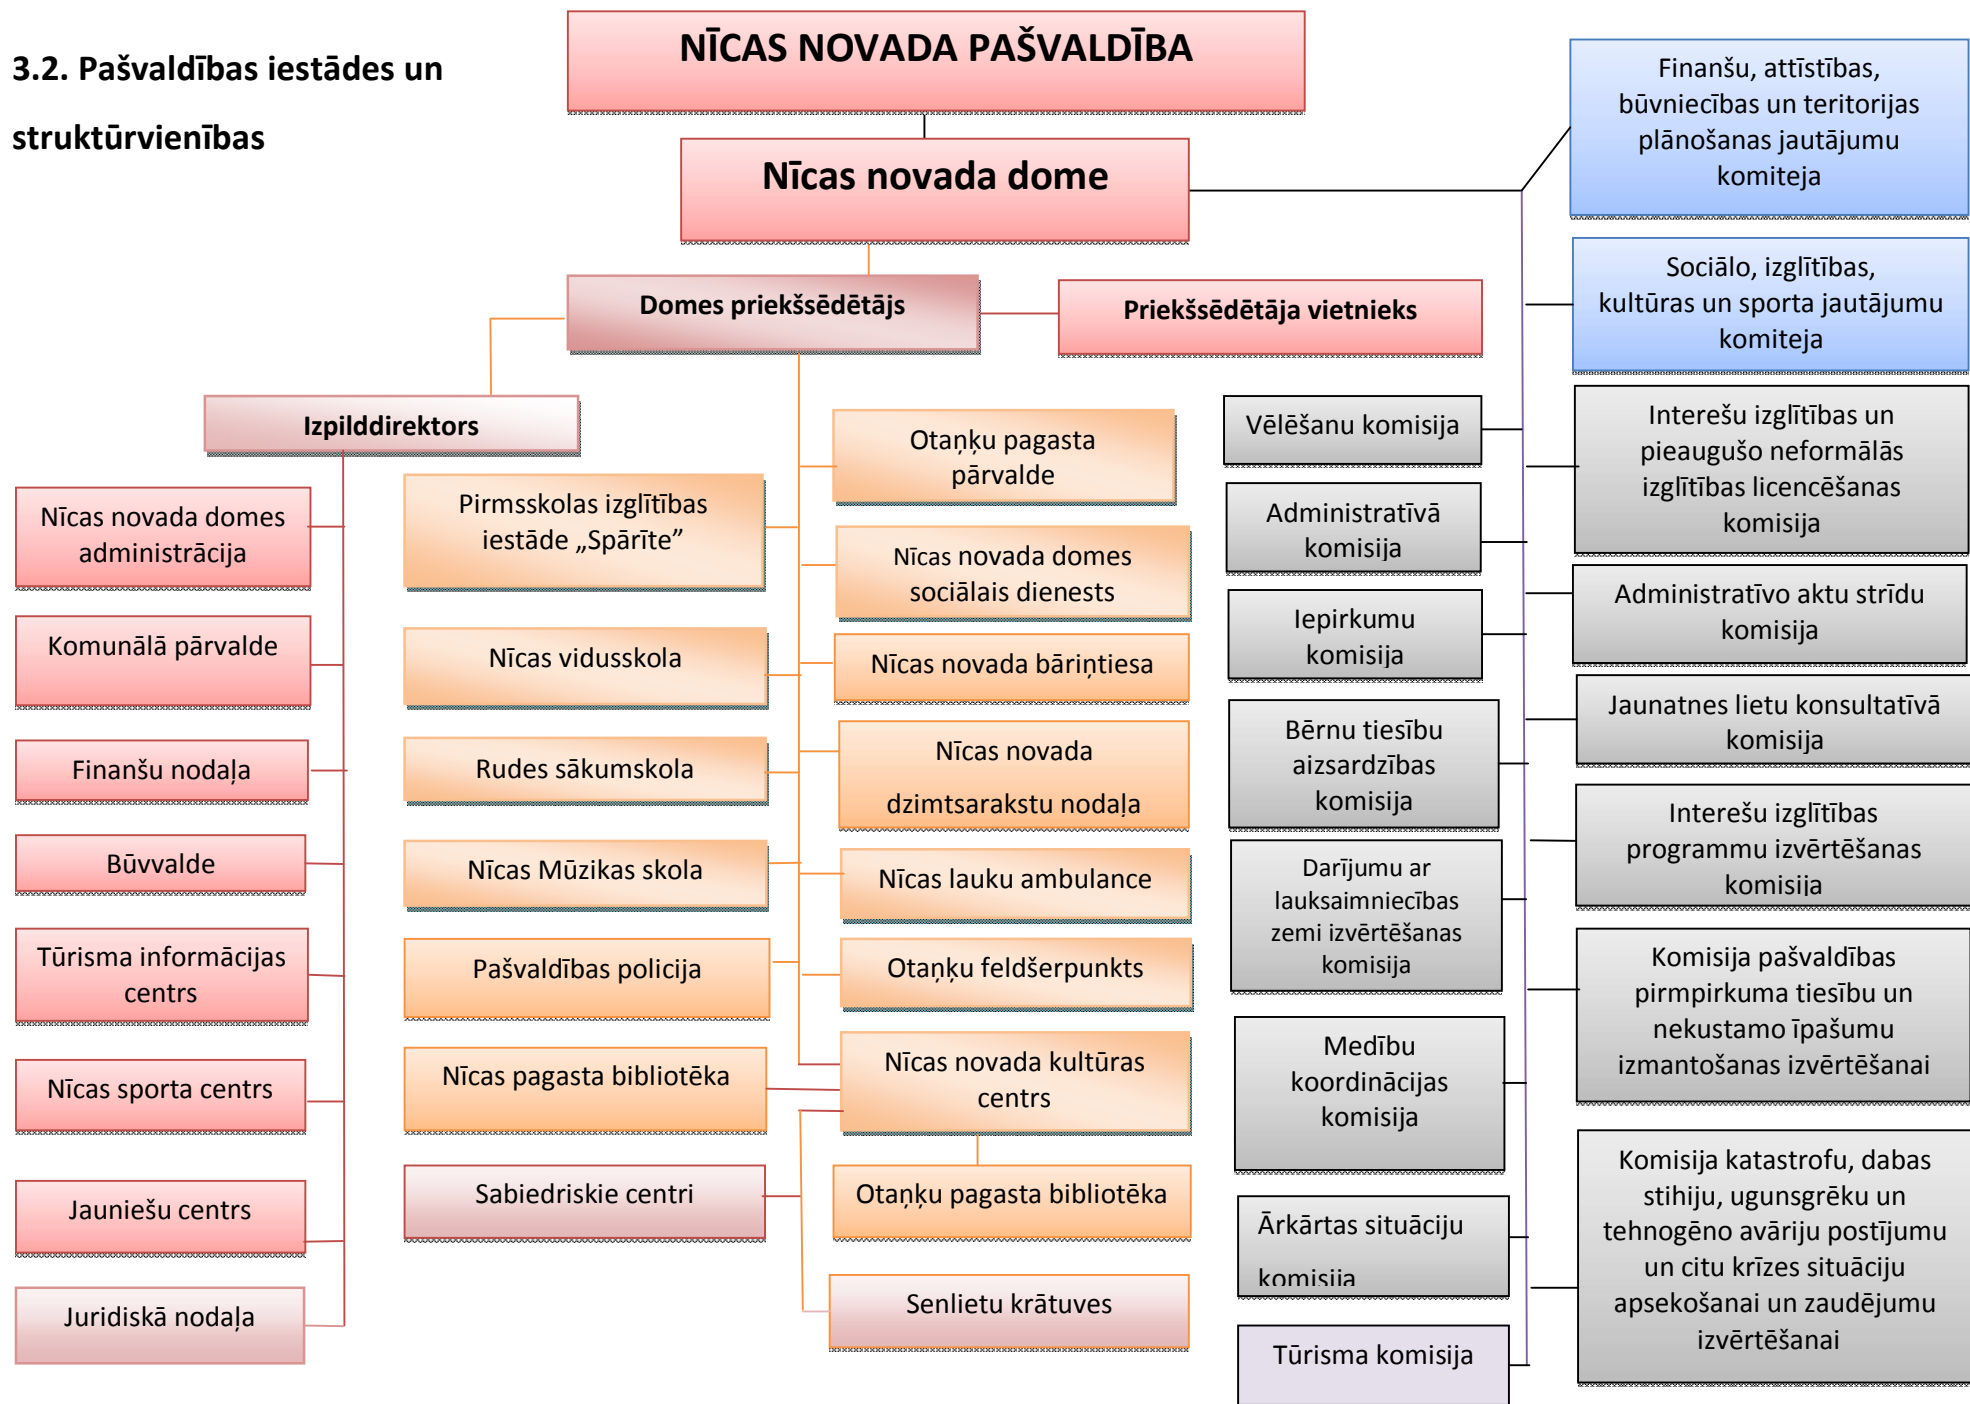 3.2. Pašvaldības iestādes un
struktūrvienības
NĪCAS NOVADA PAŠVALDĪBA
Nīcas novada dome
Domes priekšsēdētājs
Priekšsēdētāja vietnieks
Izpilddirektors
Nīcas novada domes
administrācija
Komunālā pārvalde
Finanšu nodaļa
Būvvalde
Tūrisma informācijas
centrs
Nīcas sporta centrs
Jauniešu centrs
Juridiskā nodaļa
Pirmsskolas izglītības
iestāde „Spārīte”
Nīcas vidusskola
Rudes sākumskola
Nīcas Mūzikas skola
Pašvaldības policija
Nīcas pagasta bibliotēka
Sabiedriskie centri
Otaņķu pagasta
pārvalde
Nīcas novada domes
sociālais dienests
Nīcas novada bāriņtiesa
Nīcas novada
dzimtsarakstu nodaļa
Nīcas lauku ambulance
Otaņķu feldšerpunkts
Nīcas novada kultūras
centrs
Otaņķu pagasta bibliotēka
Senlietu krātuves
Vēlēšanu komisija
Administratīvā
komisija
Iepirkumu
komisija
Bērnu tiesību
aizsardzības
komisija
Darījumu ar
lauksaimniecības
zemi izvērtēšanas
komisija
Medību
koordinācijas
komisija
Ārkārtas situāciju
komisija
Tūrisma komisija
Finanšu, attīstības,
būvniecības un teritorijas
plānošanas jautājumu
komiteja
Sociālo, izglītības,
kultūras un sporta jautājumu
komiteja
Interešu izglītības un
pieaugušo neformālās
izglītības licencēšanas
komisija
Administratīvo aktu strīdu
komisija
Jaunatnes lietu konsultatīvā
komisija
Interešu izglītības
programmu izvērtēšanas
komisija
Komisija pašvaldības
pirmpirkuma tiesību un
nekustamo īpašumu
izmantošanas izvērtēšanai
Komisija katastrofu, dabas
stihiju, ugunsgrēku un
tehnogēno avāriju postījumu
un citu krīzes situāciju
apsekošanai un zaudējumu
izvērtēšanai